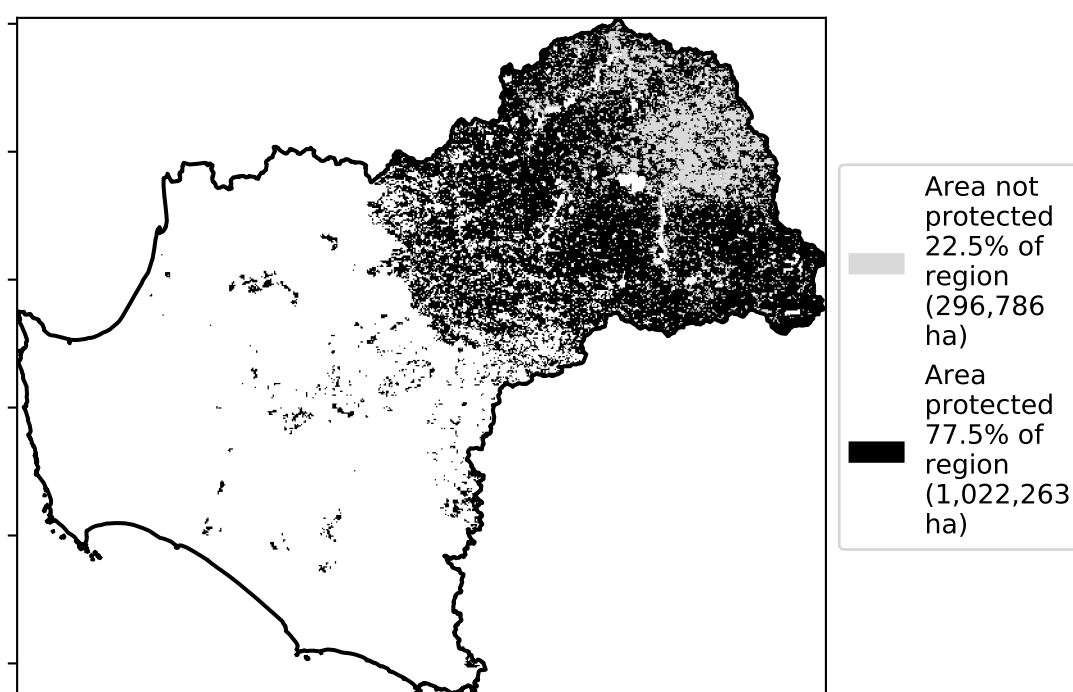 Area not
protected
22.5% of
region
(296,786
ha)
Area
protected
77.5% of
region
(1,022,263
ha)